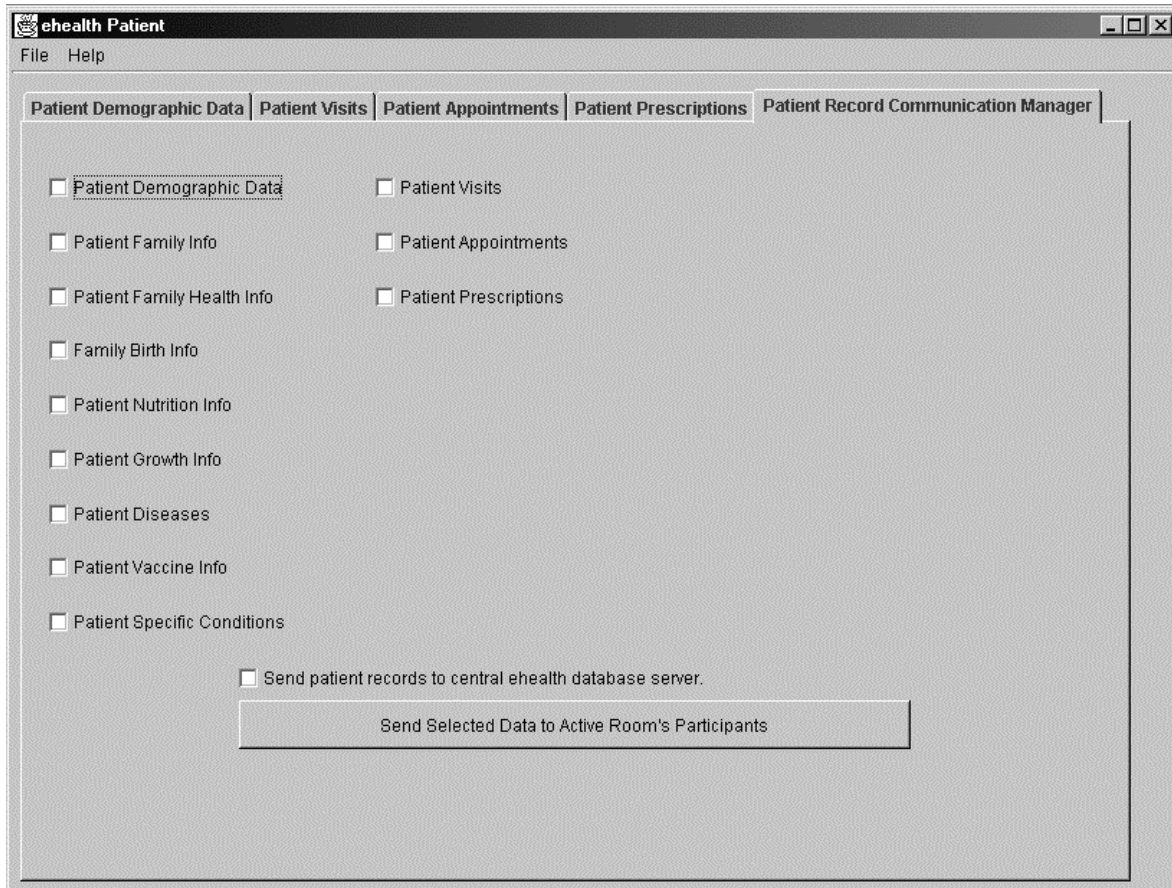 ehealth Patient
File Help
Patient Demographic Data Patient Visits Patient Appointments Patient Prescriptions Patient Record Communication Manager
Patient Demographic Data Patient Visits
Patient Family Info Patient Appointments
Patient Family Health Info Patient Prescriptions
Family Birth Info
Patient Nutrition Info
Patient Growth Info
Patient Diseases
Patient Vaccine Info
Patient Specific Conditions
Send patient records to central ehealth database server.
Send Selected Data to Active Room's Participants